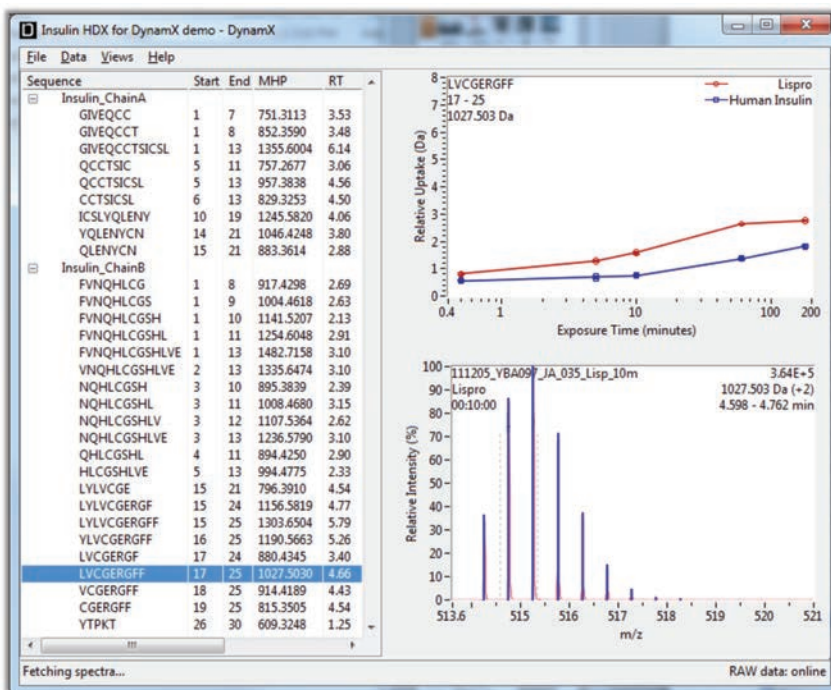 Insulin HDX for DynamX demo - DynamX
File Data Views Help
Sequence Start End MHP RT
Insulin_ChainA
GIVEQCC 1 7 751.3113 3.53
GIVEQCCT 1 8 852.3590 3.48
GIVEQCCTSICSL 1 13 1355.6004 6.14
QCCTSIC 5 11 757.2677 3.06
QCCTSICSL 5 13 957.3838 4.56
CCTSICSL 6 13 829.3253 4.50
ICSLYQLENY 10 19 1245.5820 4.06
YQLENYCN 14 21 1046.4248 3.80
QLENYCN 15 21 883.3614 2.88
Insulin_ChainB
FVNQHLCG 1 8 917.4298 2.69
FVNQHLCGS 1 9 1004.4618 2.63
FVNQHLCGSH 1 10 1141.5207 2.13
FVNQHLCGSHL 1 11 1254.6048 2.91
FVNQHLCGSHLVE 1 13 1482.7158 3.10
VNQHLCGSHLVE 2 13 1335.6474 3.10
NQHLCGSH 3 10 895.3839 2.39
NQHLCGSHL 3 11 1008.4680 3.15
NQHLCGSHLV 3 12 1107.5364 2.62
NQHLCGSHLVE 3 13 1236.5790 3.10
QHLCGSHL 4 11 894.4250 2.90
HLCGSHLVE 5 13 994.4775 2.33
LYLVCGE 15 21 796.3910 4.54
LYLVCGERGF 15 24 1156.5819 4.77
LYLVCGERGFF 15 25 1303.6504 5.79
YLVCGERGFF 16 25 1190.5663 5.26
LVCGERGF 17 24 880.4345 3.40
LVCGERGFF 17 25 1027.5030 4.66
VCGERGFF 18 25 914.4189 4.43
CGERGFF 19 25 815.3505 4.54
YTPKT 26 30 609.3248 1.25
LVCGERGFF
17 - 25
1027.503 Da
Lispro
Human Insulin
Relative Uptake (Da)
8
7
6
5
4
3
2
1
0
0.4 1 10 100 200
Exposure Time (minutes)
111205_YBA097_JA_035_Lisp_10m 3.64E+5
Lispro 1027.503 Da (+2)
00:10:00 4.598 - 4.762 min
Relative Intensity (%)
100
90
80
70
60
50
40
30
20
10
0
513.6 515 516 517 518 519 520 521
m/z
Fetching spectra... RAW data: online